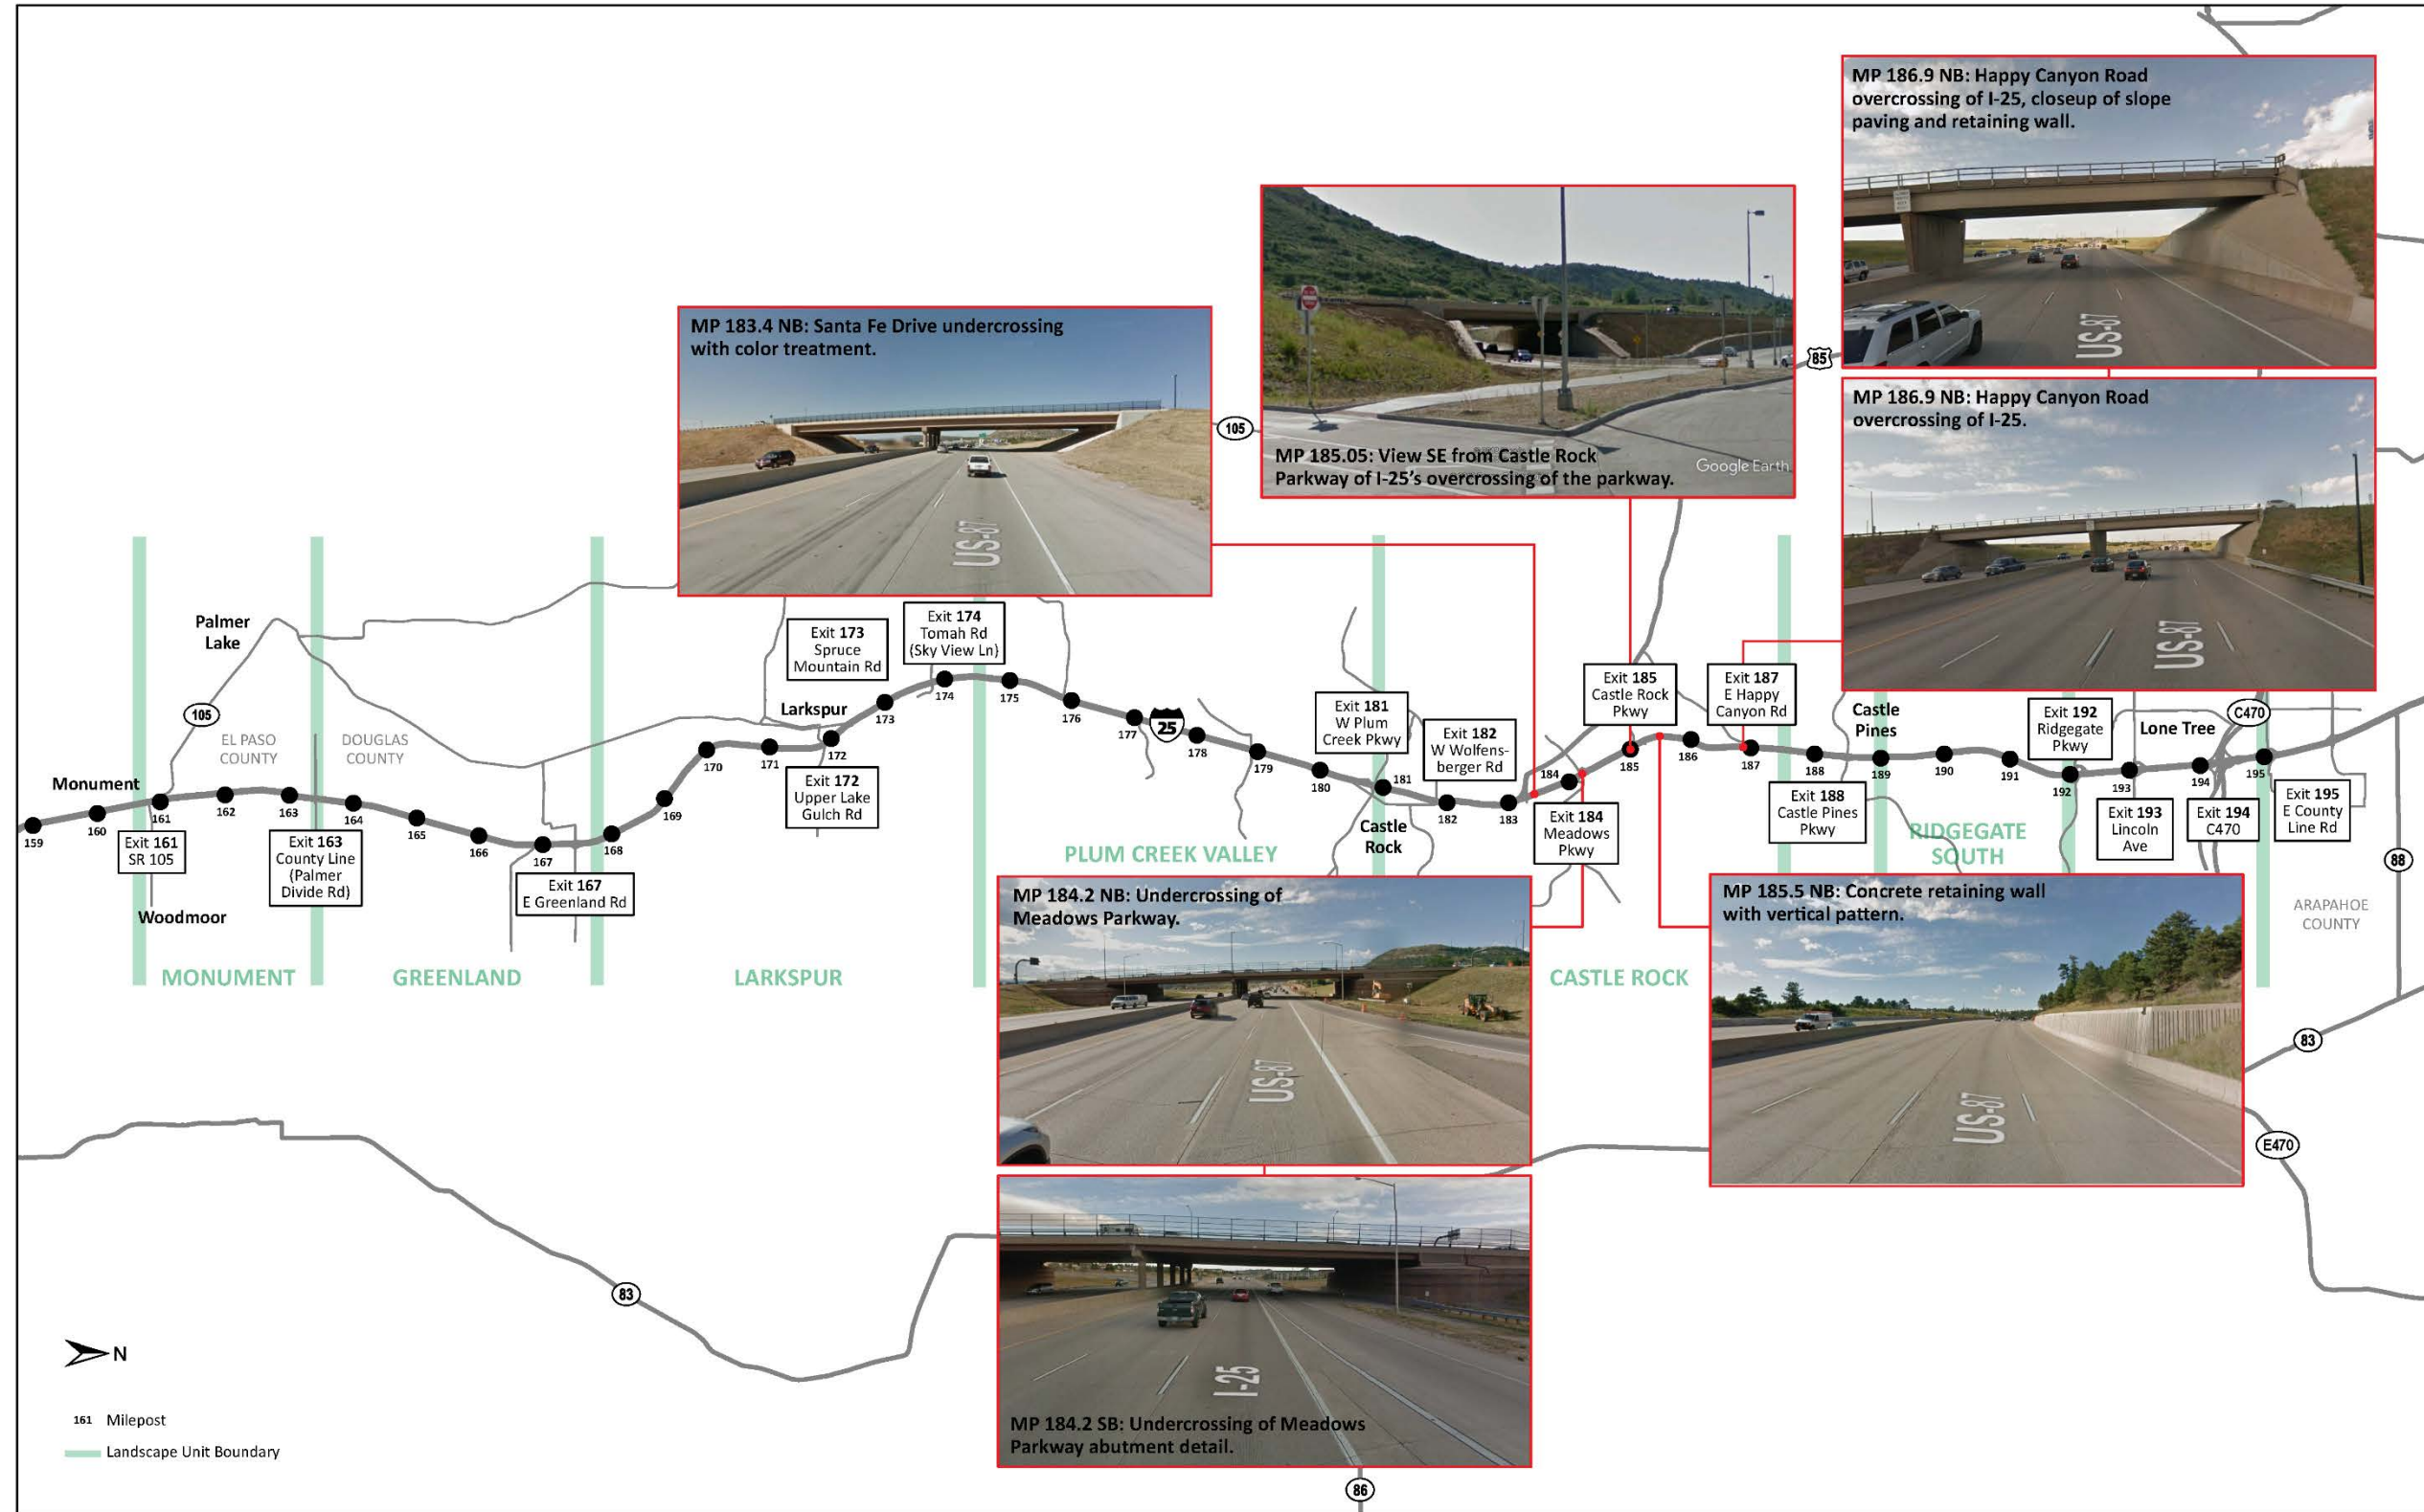 MP 186.9 NB: Happy Canyon Road
overcrossing of I-25, closeup of slope
paving and retaining wall.
US-87
MP 185.05: View SE from Castle Rock
Parkway of I-25's overcrossing of the parkway.
Google Earth
MP 183.4 NB: Santa Fe Drive undercrossing
with color treatment.
US-87
105
85
MP 186.9 NB: Happy Canyon Road
overcrossing of I-25.
US-87
Palmer
Lake
105
EL PASO
COUNTY
DOUGLAS
COUNTY
Monument
Woodmoor
Exit 161
SR 105
Exit 163
County Line
(Palmer
Divide Rd)
Exit 167
E Greenland Rd
Exit 173
Spruce
Mountain Rd
Exit 174
Tomah Rd
(Sky View Ln)
Larkspur
Exit 172
Upper Lake
Gulch Rd
25
Exit 181
W Plum
Creek Pkwy
Exit 182
W Wolfens-
berger Rd
Castle
Rock
Exit 184
Meadows
Pkwy
Exit 185
Castle Rock
Pkwy
Exit 187
E Happy
Canyon Rd
Exit 188
Castle Pines
Pkwy
Castle
Pines
Exit 192
Ridgegate
Pkwy
Lone Tree
C470
Exit 193
Lincoln
Ave
Exit 194
C470
Exit 195
E County
Line Rd
88
ARAPAHOE
COUNTY
159
160
161
162
163
164
165
166
167
168
169
170
171
172
173
174
175
176
177
178
179
180
181
182
183
184
185
186
187
188
189
190
191
192
193
194
195
MONUMENT
GREENLAND
LARKSPUR
PLUM CREEK VALLEY
CASTLE ROCK
RIDGEGATE
SOUTH
MP 184.2 NB: Undercrossing of
Meadows Parkway.
US-87
MP 185.5 NB: Concrete retaining wall
with vertical pattern.
US-87
83
E470
MP 184.2 SB: Undercrossing of Meadows
Parkway abutment detail.
I-25
83
86
N
161 Milepost
Landscape Unit Boundary